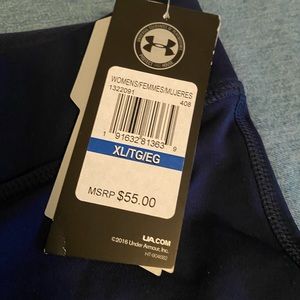 WOMENS/FEMMES/MUJERES
1322091
408
1 91632 81363 9
XL/TG/EG
MSRP $55.00
UA.COM
©2016 Under Armour, Inc.